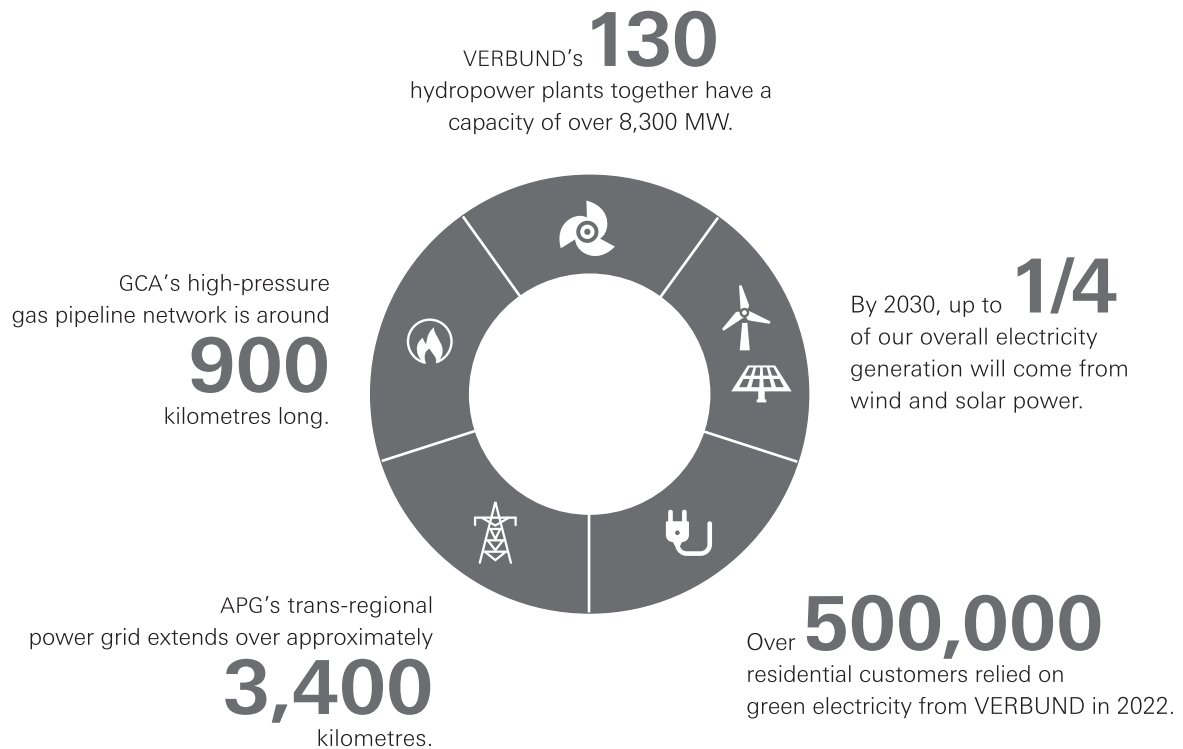 VERBUND's 130
hydropower plants together have a
capacity of over 8,300 MW.
GCA's high-pressure
gas pipeline network is around
900
kilometres long.
By 2030, up to 1/4
of our overall electricity
generation will come from
wind and solar power.
APG's trans-regional
power grid extends over approximately
3,400
kilometres.
Over 500,000
residential customers relied on
green electricity from VERBUND in 2022.